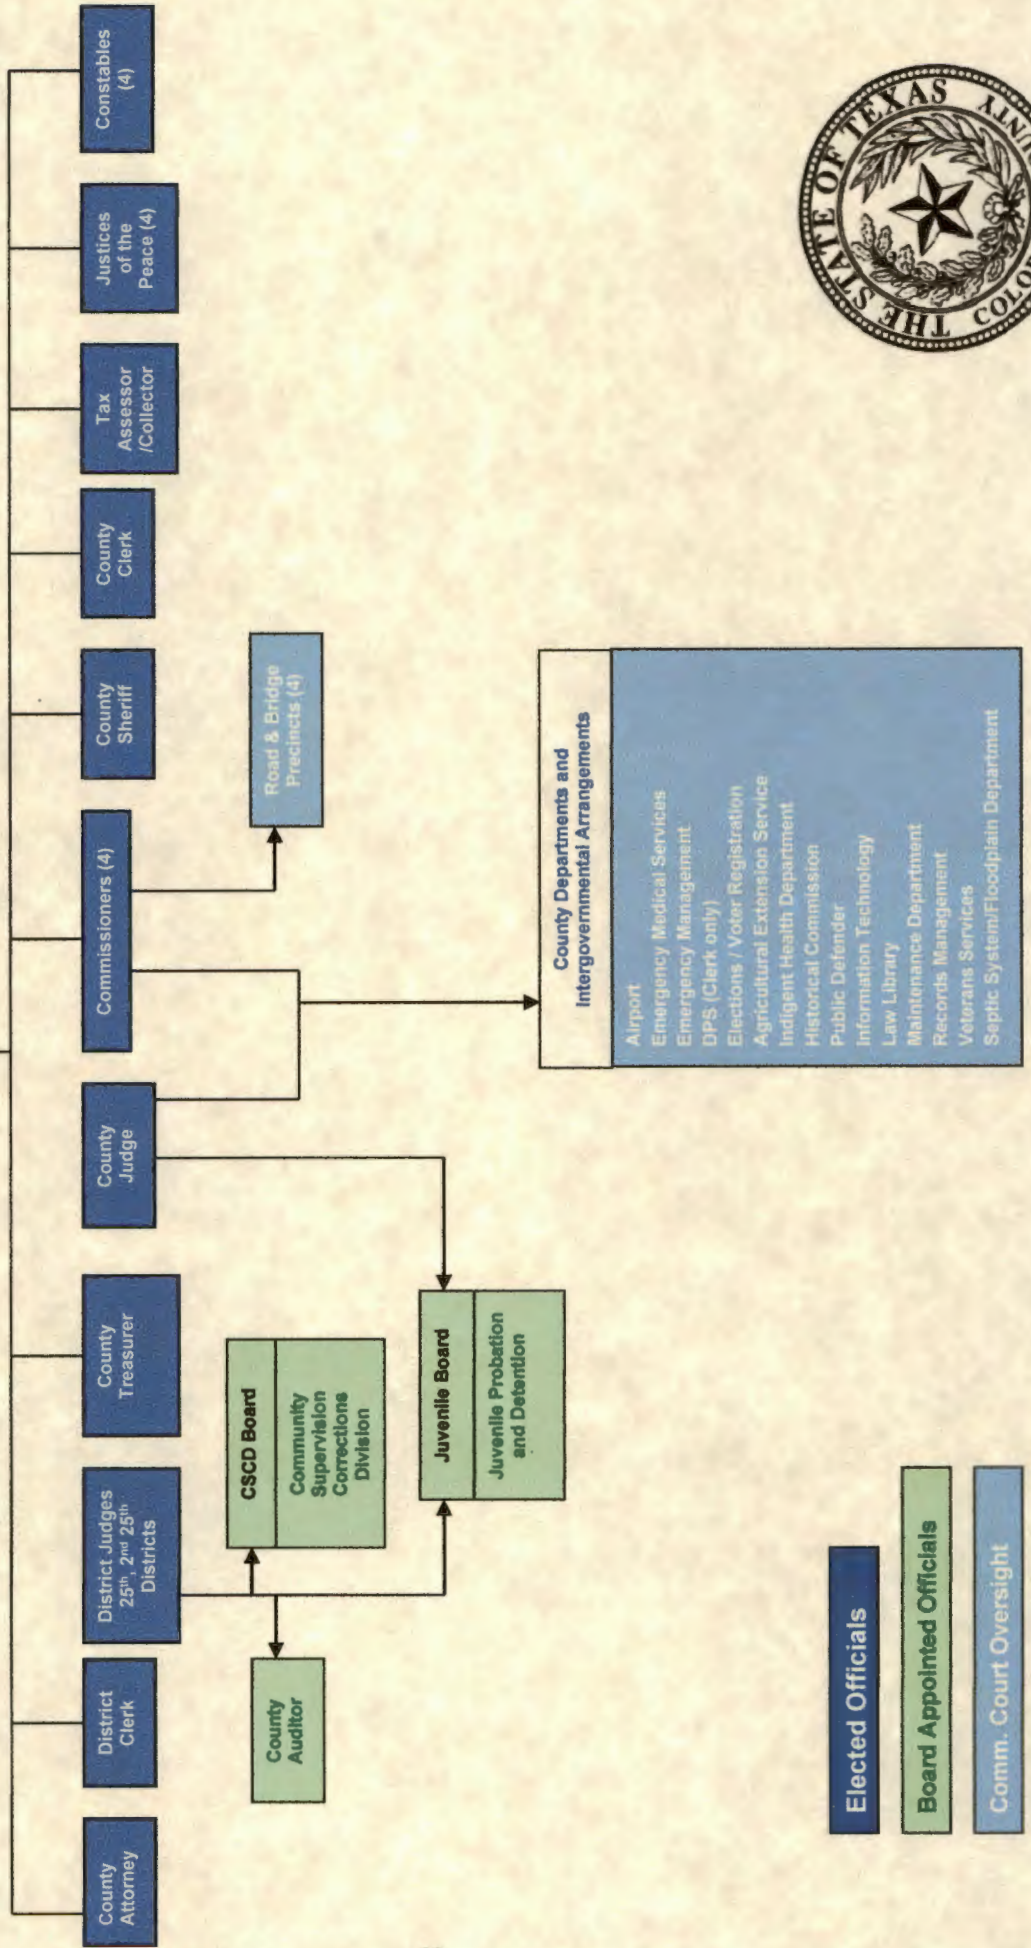 County
Attorney
District
Clerk
District Judges
25th, 2nd 25th
Districts
County
Treasurer
County
Judge
Commissioners (4)
County
Sheriff
County
Clerk
Tax
Assessor
/Collector
Justices
of the
Peace (4)
Constables
(4)
County
Auditor
CSCD Board
Community
Supervision
Corrections
Division
Juvenile Board
Juvenile Probation
and Detention
Road & Bridge
Precincts (4)
County Departments and
Intergovernmental Arrangements
Airport
Emergency Medical Services
Emergency Management
DPS (Clerk only)
Elections / Voter Registration
Agricultural Extension Service
Indigent Health Department
Historical Commission
Public Defender
Information Technology
Law Library
Maintenance Department
Records Management
Veterans Services
Septic System/Floodplain Department
Elected Officials
Board Appointed Officials
Comm. Court Oversight
THE STATE OF TEXAS